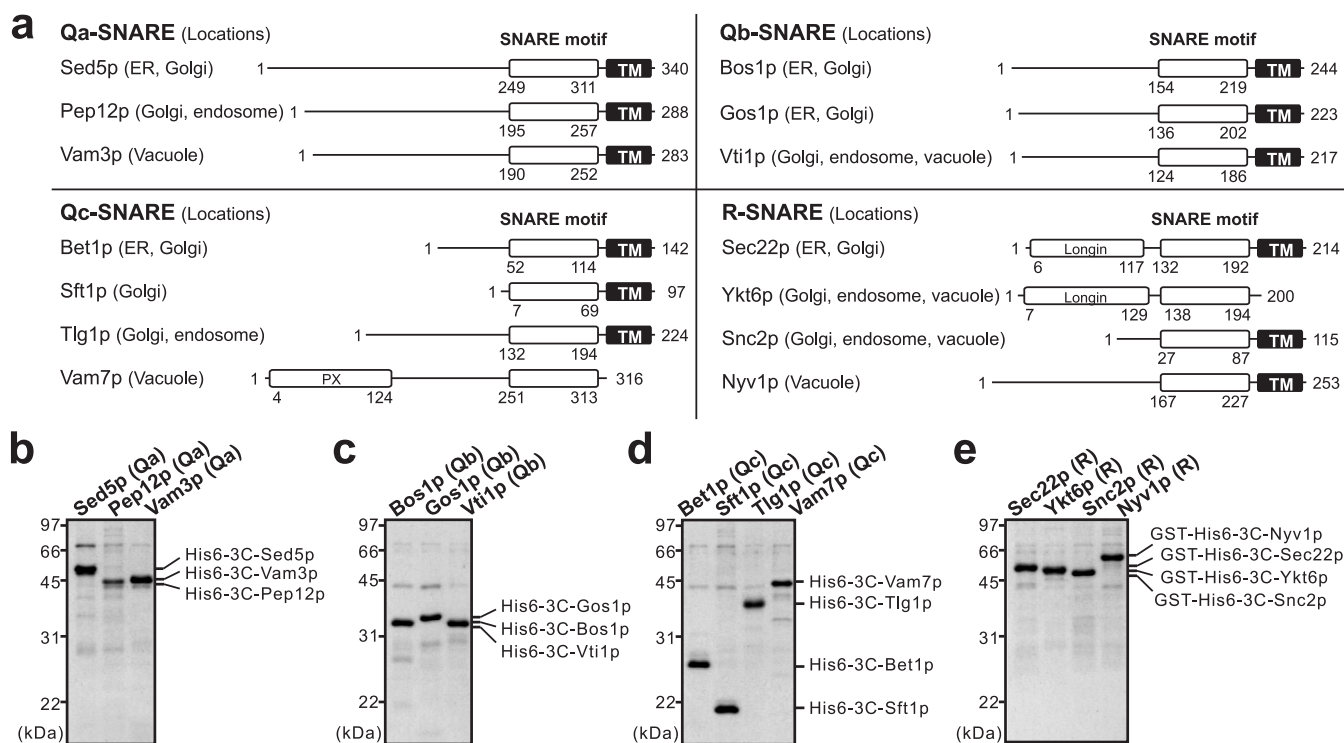 a
Qa-SNARE (Locations)
SNARE motif
Sed5p (ER, Golgi) 1 TM 340
249 311
Pep12p (Golgi, endosome) 1 TM 288
195 257
Vam3p (Vacuole) 1 TM 283
190 252
Qb-SNARE (Locations)
SNARE motif
Bos1p (ER, Golgi) 1 TM 244
154 219
Gos1p (ER, Golgi) 1 TM 223
136 202
Vti1p (Golgi, endosome, vacuole) 1 TM 217
124 186
Qc-SNARE (Locations)
SNARE motif
Bet1p (ER, Golgi) 1 TM 142
52 114
Sft1p (Golgi) 1 TM 97
7 69
Tlg1p (Golgi, endosome) 1 TM 224
132 194
Vam7p (Vacuole) 1 PX 316
4 124 251 313
R-SNARE (Locations)
SNARE motif
Sec22p (ER, Golgi) 1 Longin TM 214
6 117 132 192
Ykt6p (Golgi, endosome, vacuole) 1 Longin 200
7 129 138 194
Snc2p (Golgi, endosome, vacuole) 1 TM 115
27 87
Nyv1p (Vacuole) 1 TM 253
167 227
b
Sed5p (Qa)
Pep12p (Qa)
Vam3p (Qa)
97
66
45
31
22
(kDa)
His6-3C-Sed5p
His6-3C-Vam3p
His6-3C-Pep12p
c
Bos1p (Qb)
Gos1p (Qb)
Vti1p (Qb)
97
66
45
31
22
(kDa)
His6-3C-Gos1p
His6-3C-Bos1p
His6-3C-Vti1p
d
Bet1p (Qc)
Sft1p (Qc)
Tlg1p (Qc)
Vam7p (Qc)
97
66
45
31
22
(kDa)
His6-3C-Vam7p
His6-3C-Tlg1p
His6-3C-Bet1p
His6-3C-Sft1p
e
Sec22p (R)
Ykt6p (R)
Snc2p (R)
Nyv1p (R)
97
66
45
31
22
(kDa)
GST-His6-3C-Nyv1p
GST-His6-3C-Sec22p
GST-His6-3C-Ykt6p
GST-His6-3C-Snc2p